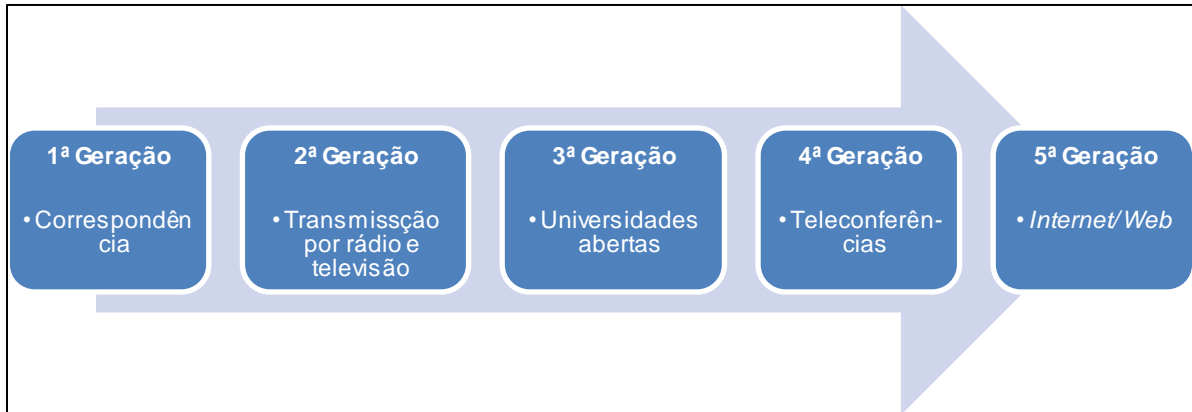 1ª Geração
• Correspondên
cia
2ª Geração
• Transmissção
por rádio e
televisão
3ª Geração
• Universidades
abertas
4ª Geração
• Teleconferên-
cias
5ª Geração
• Internet/Web